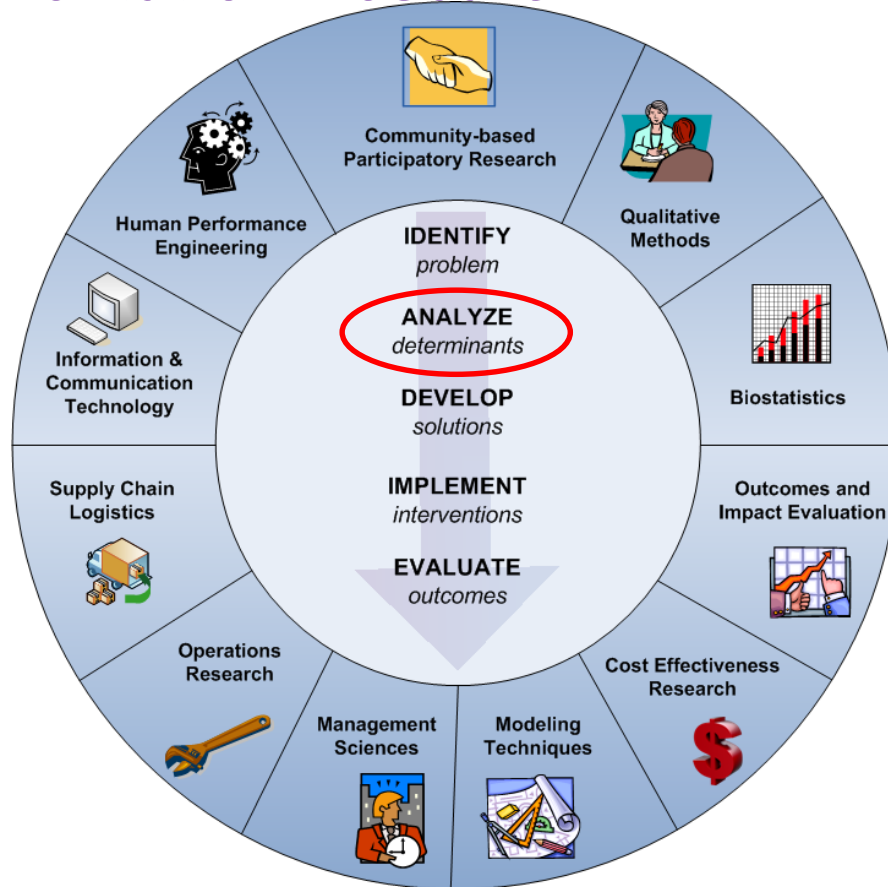 Community-based
Participatory Research
Qualitative
Methods
Biostatistics
Outcomes and
Impact Evaluation
Cost Effectiveness
Research
Modeling
Techniques
Management
Sciences
Operations
Research
Supply Chain
Logistics
Information &
Communication
Technology
Human Performance
Engineering
IDENTIFY
problem
ANALYZE
determinants
DEVELOP
solutions
IMPLEMENT
interventions
EVALUATE
outcomes